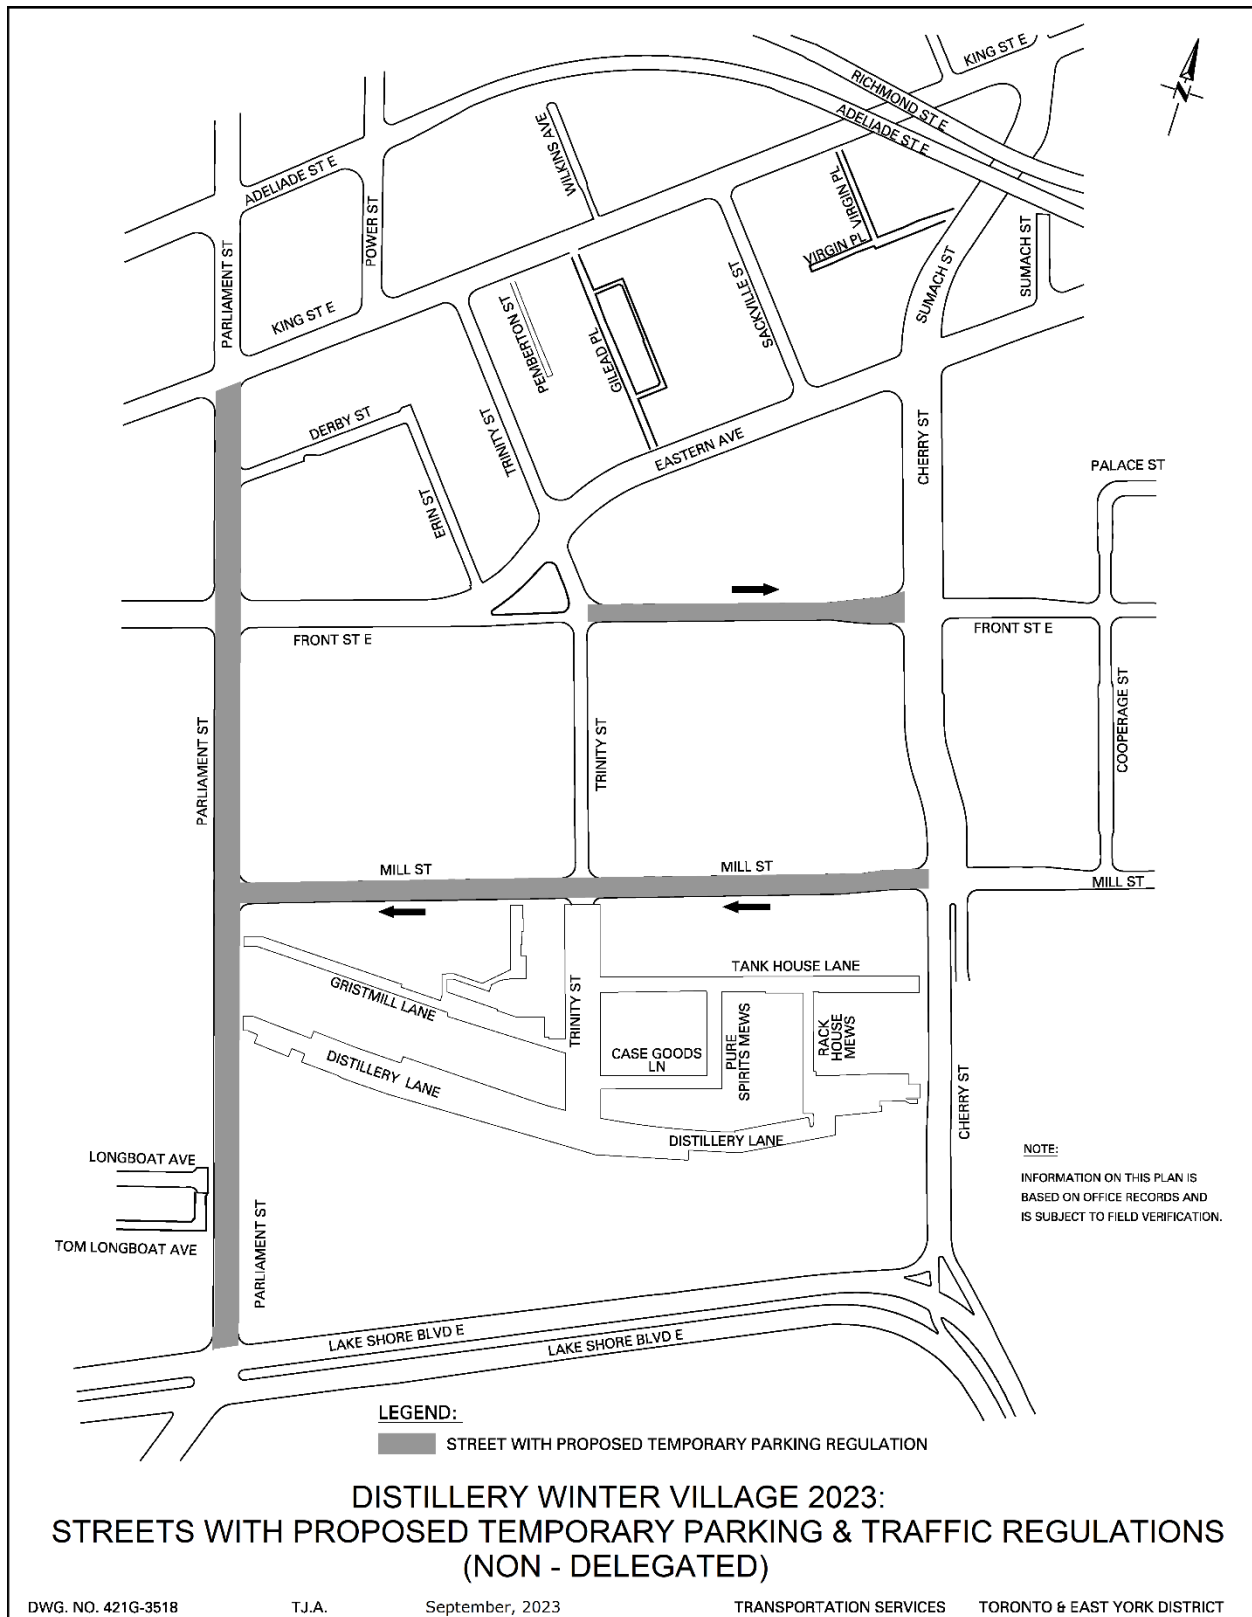 KING ST E
RICHMOND ST E
ADELIADE ST E
N
ADELIADE ST E
WILKINS AVE
POWER ST
PARLIAMENT ST
VIRGIN PL
VIRGIN PL
SUMACH ST
SUMACH ST
KING ST E
SACKVILLE ST
PEMBERTON ST
GILEAD PL
DERBY ST
TRINITY ST
EASTERN AVE
CHERRY ST
PALACE ST
ERIN ST
FRONT ST E
FRONT ST E
PARLIAMENT ST
TRINITY ST
COOPERAGE ST
MILL ST
MILL ST
MILL ST
TANK HOUSE LANE
GRISTMILL LANE
TRINITY ST
CASE GOODS
LN
PURE
SPIRITS MEWS
RACK
HOUSE
MEWS
DISTILLERY LANE
CHERRY ST
DISTILLERY LANE
LONGBOAT AVE
TOM LONGBOAT AVE
PARLIAMENT ST
NOTE:
INFORMATION ON THIS PLAN IS
BASED ON OFFICE RECORDS AND
IS SUBJECT TO FIELD VERIFICATION.
LAKE SHORE BLVD E
LAKE SHORE BLVD E
LEGEND:
STREET WITH PROPOSED TEMPORARY PARKING REGULATION
DISTILLERY WINTER VILLAGE 2023:
STREETS WITH PROPOSED TEMPORARY PARKING & TRAFFIC REGULATIONS
(NON - DELEGATED)
DWG. NO. 421G-3518 T.J.A. September, 2023 TRANSPORTATION SERVICES TORONTO & EAST YORK DISTRICT